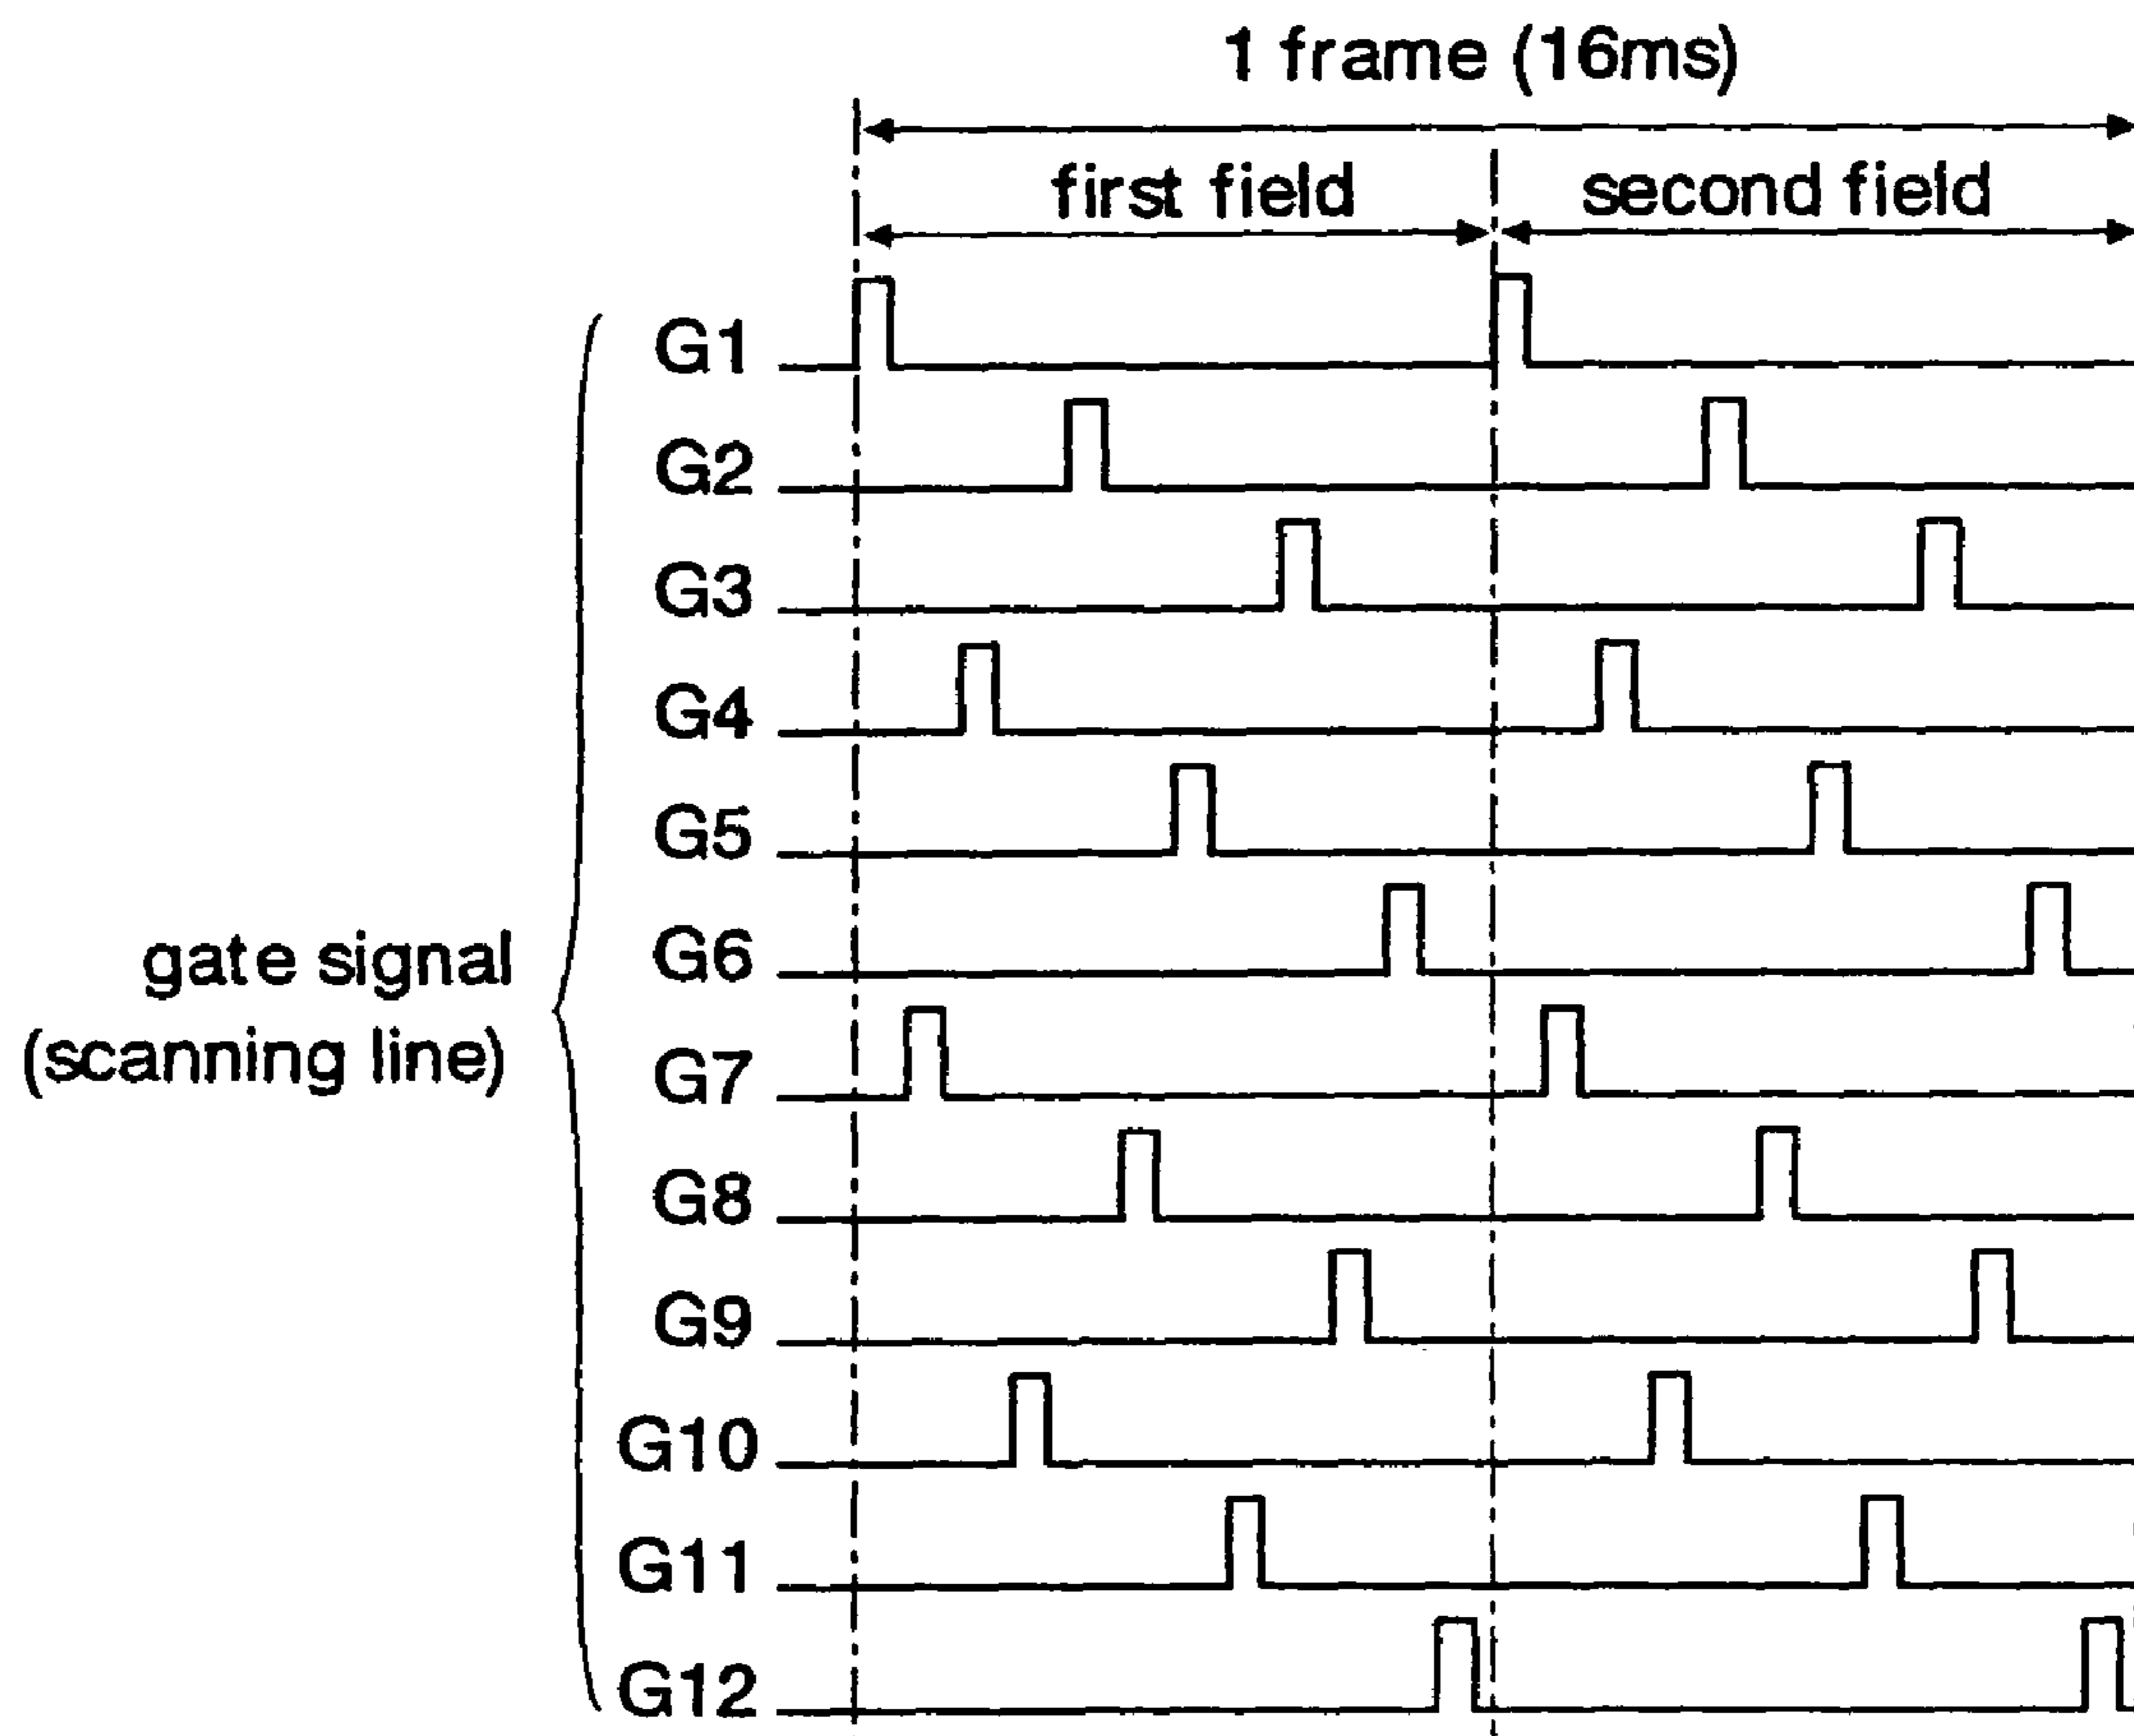 1 frame (16ms)
first field
second field
G1
G2
G3
G4
G5
G6
gate signal
(scanning line)
G7
G8
G9
G10
G11
G12